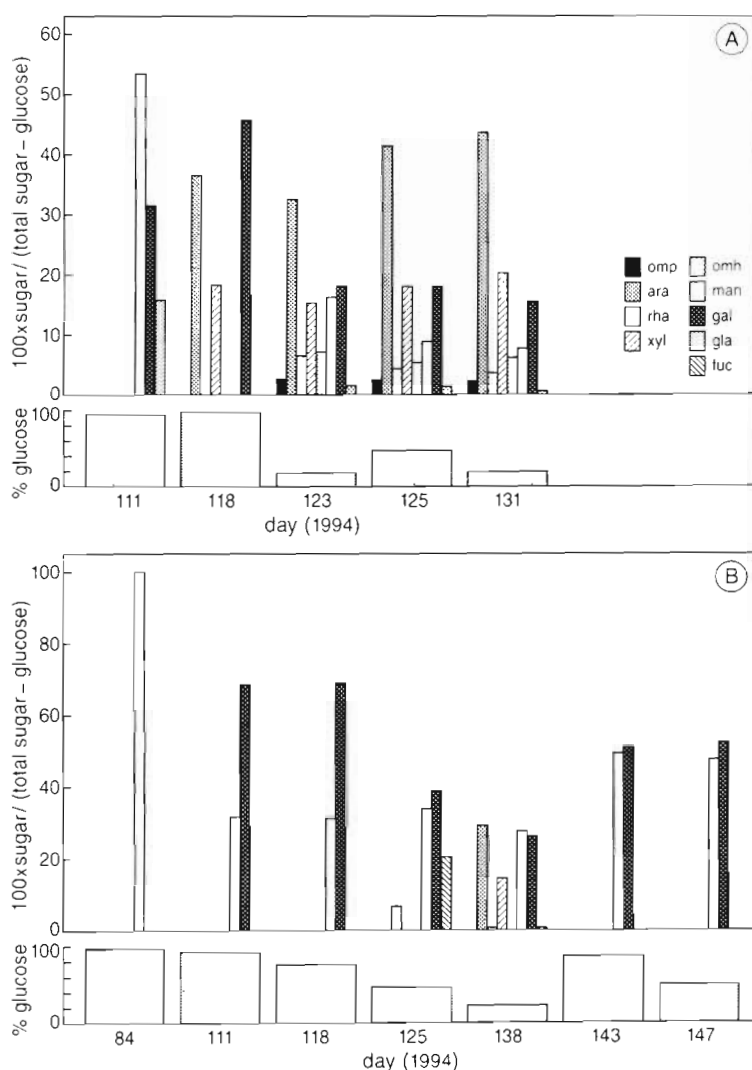 A
100xsugar/ (total sugar – glucose)
60
50
40
30
20
10
0
omp
ara
rha
xyl
omh
man
gal
gla
fuc
% glucose
100
0
111 118 123 125 131
day (1994)
B
100xsugar/ (total sugar – glucose)
100
80
60
40
20
0
% glucose
100
0
84 111 118 125 138 143 147
day (1994)